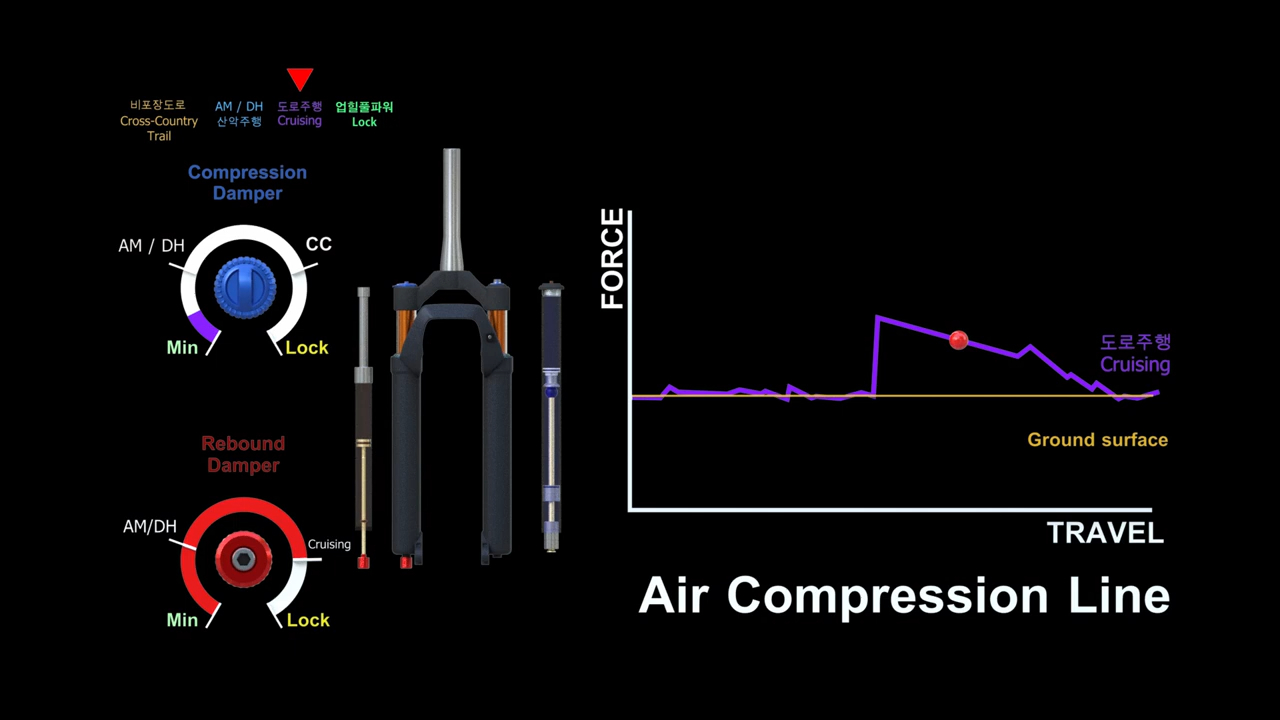 비포장도로
Cross-Country
Trail
AM / DH
산악주행
도로주행
Cruising
업힐풀파워
Lock
Compression
Damper
AM / DH
CC
Min
Lock
Rebound
Damper
AM/DH
Cruising
Min
Lock
FORCE
도로주행
Cruising
Ground surface
TRAVEL
Air Compression Line